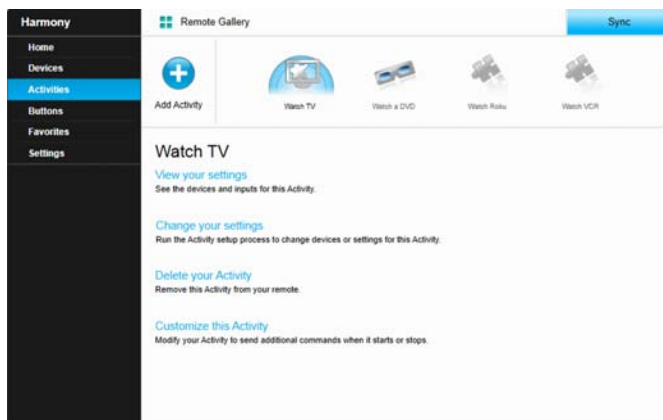 Harmony
Remote Gallery
Sync
Home
Devices
Activities
Buttons
Favorites
Settings
Add Activity
Watch TV
Watch a DVD
Watch Roku
Watch VCR
Watch TV
View your settings
See the devices and inputs for this Activity.
Change your settings
Run the Activity setup process to change devices or settings for this Activity.
Delete your Activity
Remove this Activity from your remote.
Customize this Activity
Modify your Activity to send additional commands when it starts or stops.